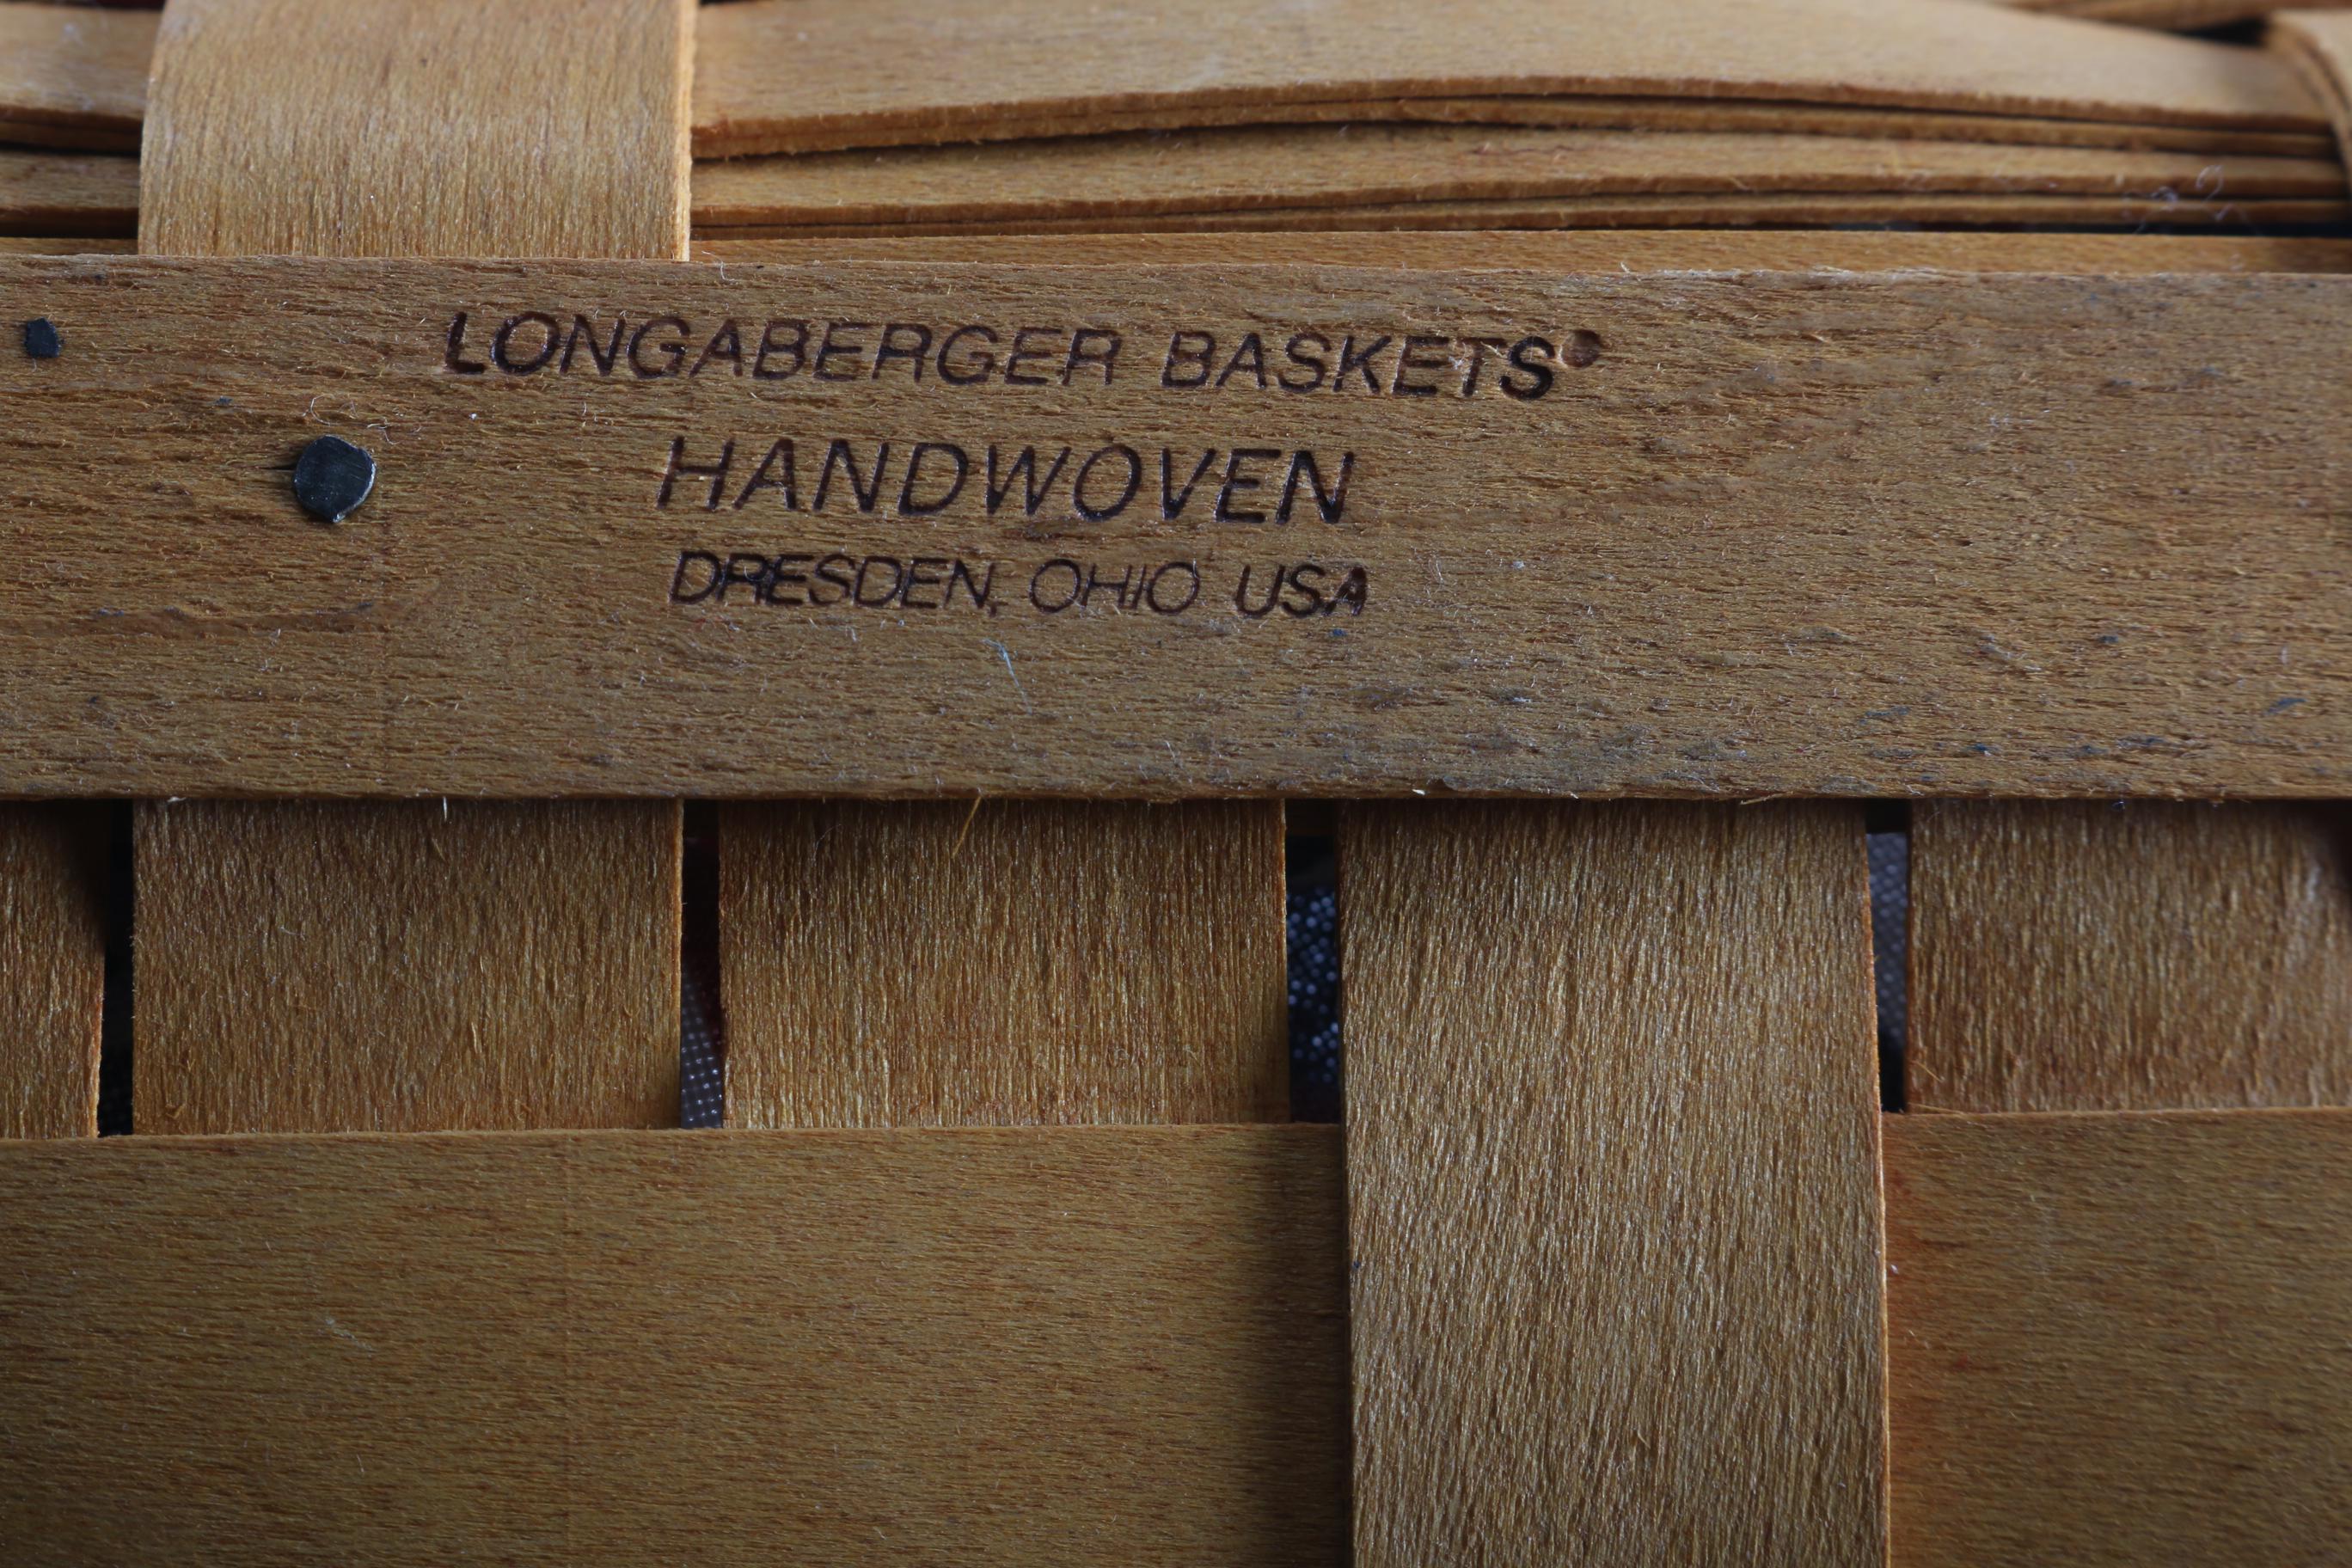 LONGABERGER BASKETS®
HANDWOVEN
DRESDEN, OHIO USA